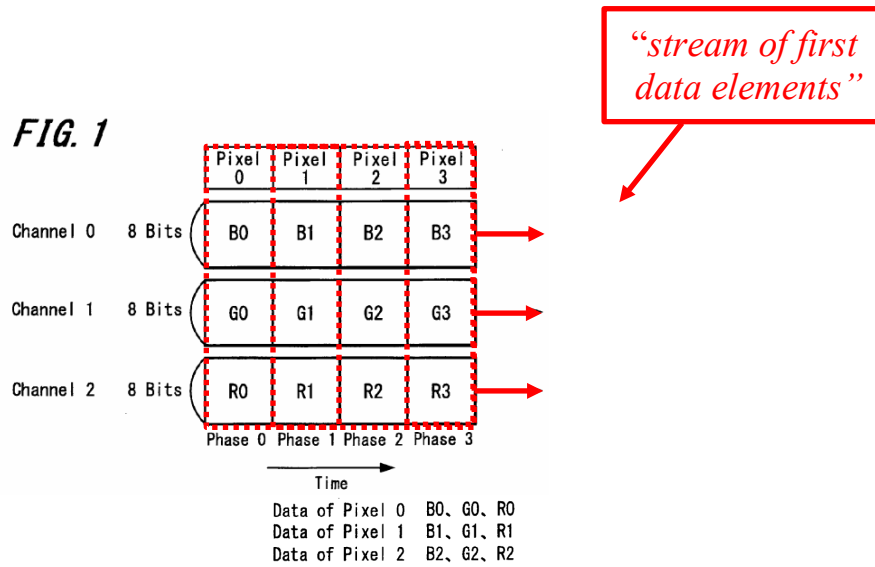 “stream of first
data elements”
FIG. 1
Pixel 0 Pixel 1 Pixel 2 Pixel 3
Channel 0 8 Bits B0 B1 B2 B3
Channel 1 8 Bits G0 G1 G2 G3
Channel 2 8 Bits R0 R1 R2 R3
Phase 0 Phase 1 Phase 2 Phase 3
Time
Data of Pixel 0 B0、G0、R0
Data of Pixel 1 B1、G1、R1
Data of Pixel 2 B2、G2、R2